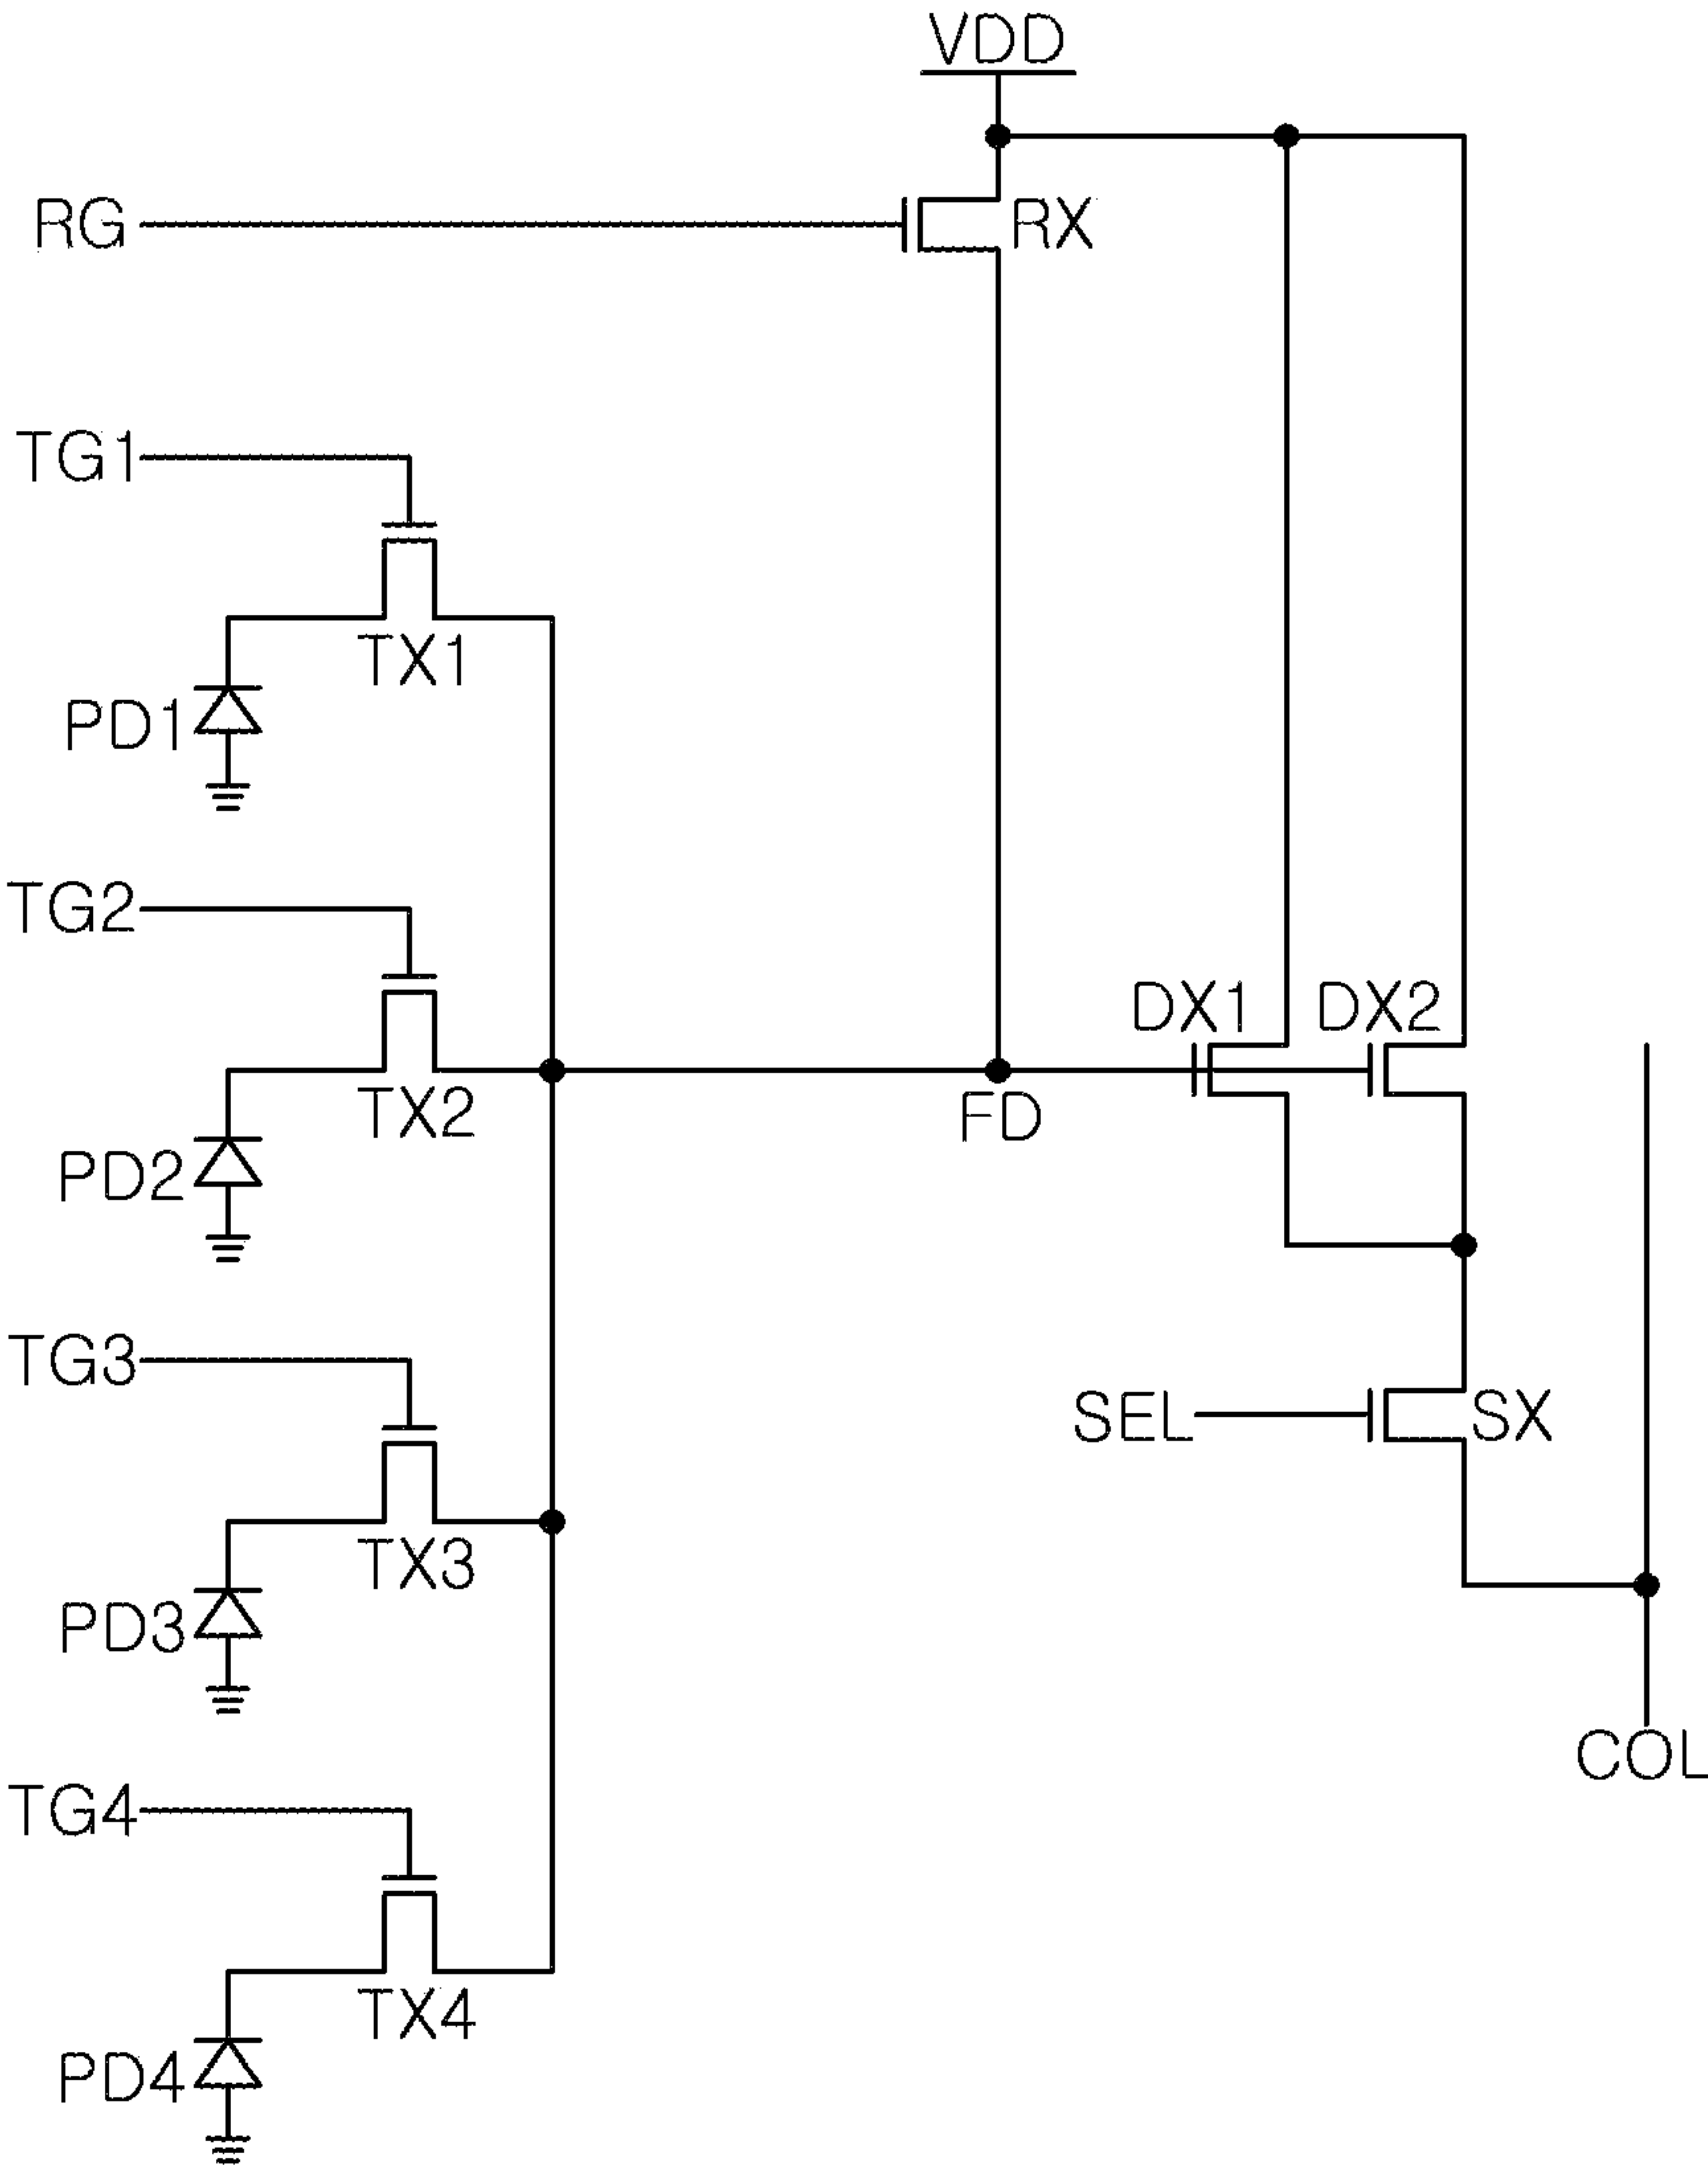 VDD
RG
RX
TG1
TX1
PD1
TG2
DX1
DX2
TX2
FD
PD2
TG3
SEL
SX
TX3
PD3
COL
TG4
TX4
PD4